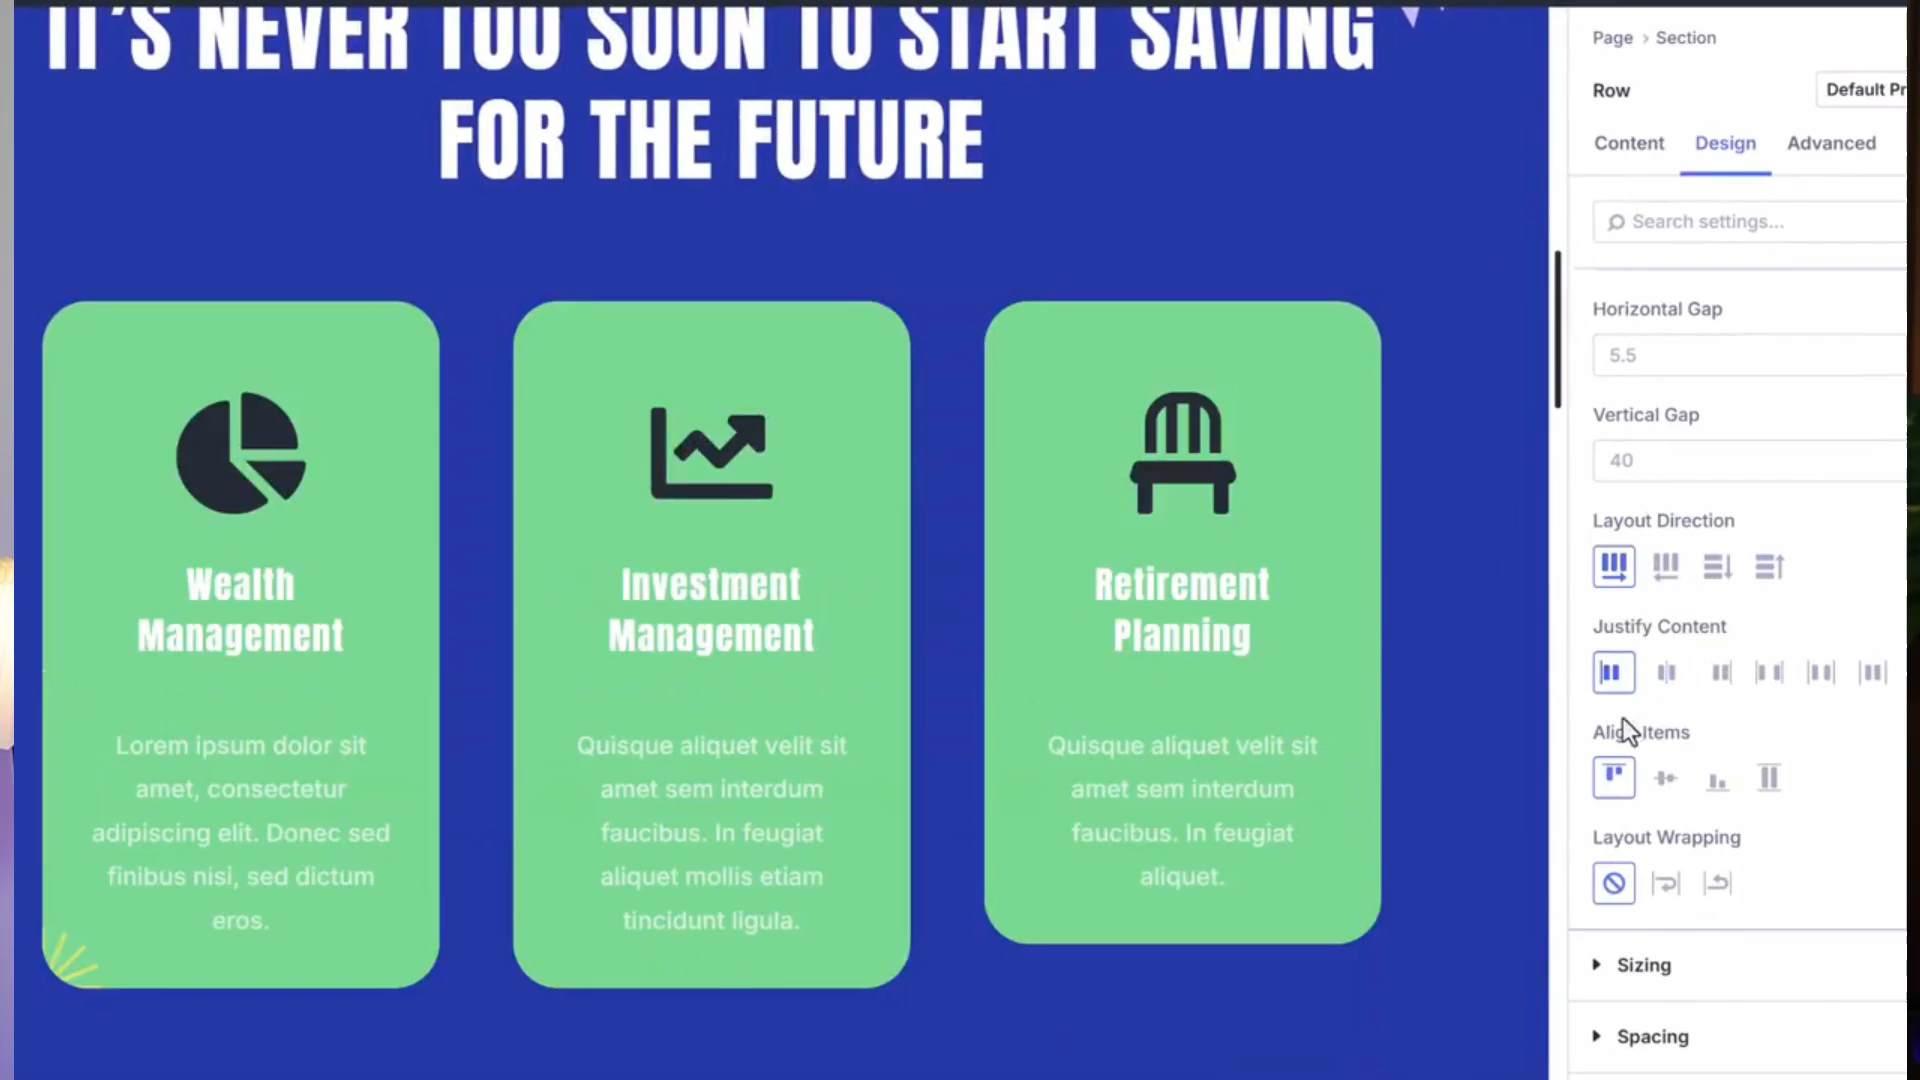 IT'S NEVER TOO SOON TO START SAVING
FOR THE FUTURE
Wealth
Management
Lorem ipsum dolor sit
amet, consectetur
adipiscing elit. Donec sed
finibus nisi, sed dictum
eros.
Investment
Management
Quisque aliquet velit sit
amet sem interdum
faucibus. In feugiat
aliquet mollis etiam
tincidunt ligula.
Retirement
Planning
Quisque aliquet velit sit
amet sem interdum
faucibus. In feugiat
aliquet.
Page > Section
Row
Default Pr
Content Design Advanced
Search settings...
Horizontal Gap
5.5
Vertical Gap
40
Layout Direction
Justify Content
Align Items
Layout Wrapping
Sizing
Spacing